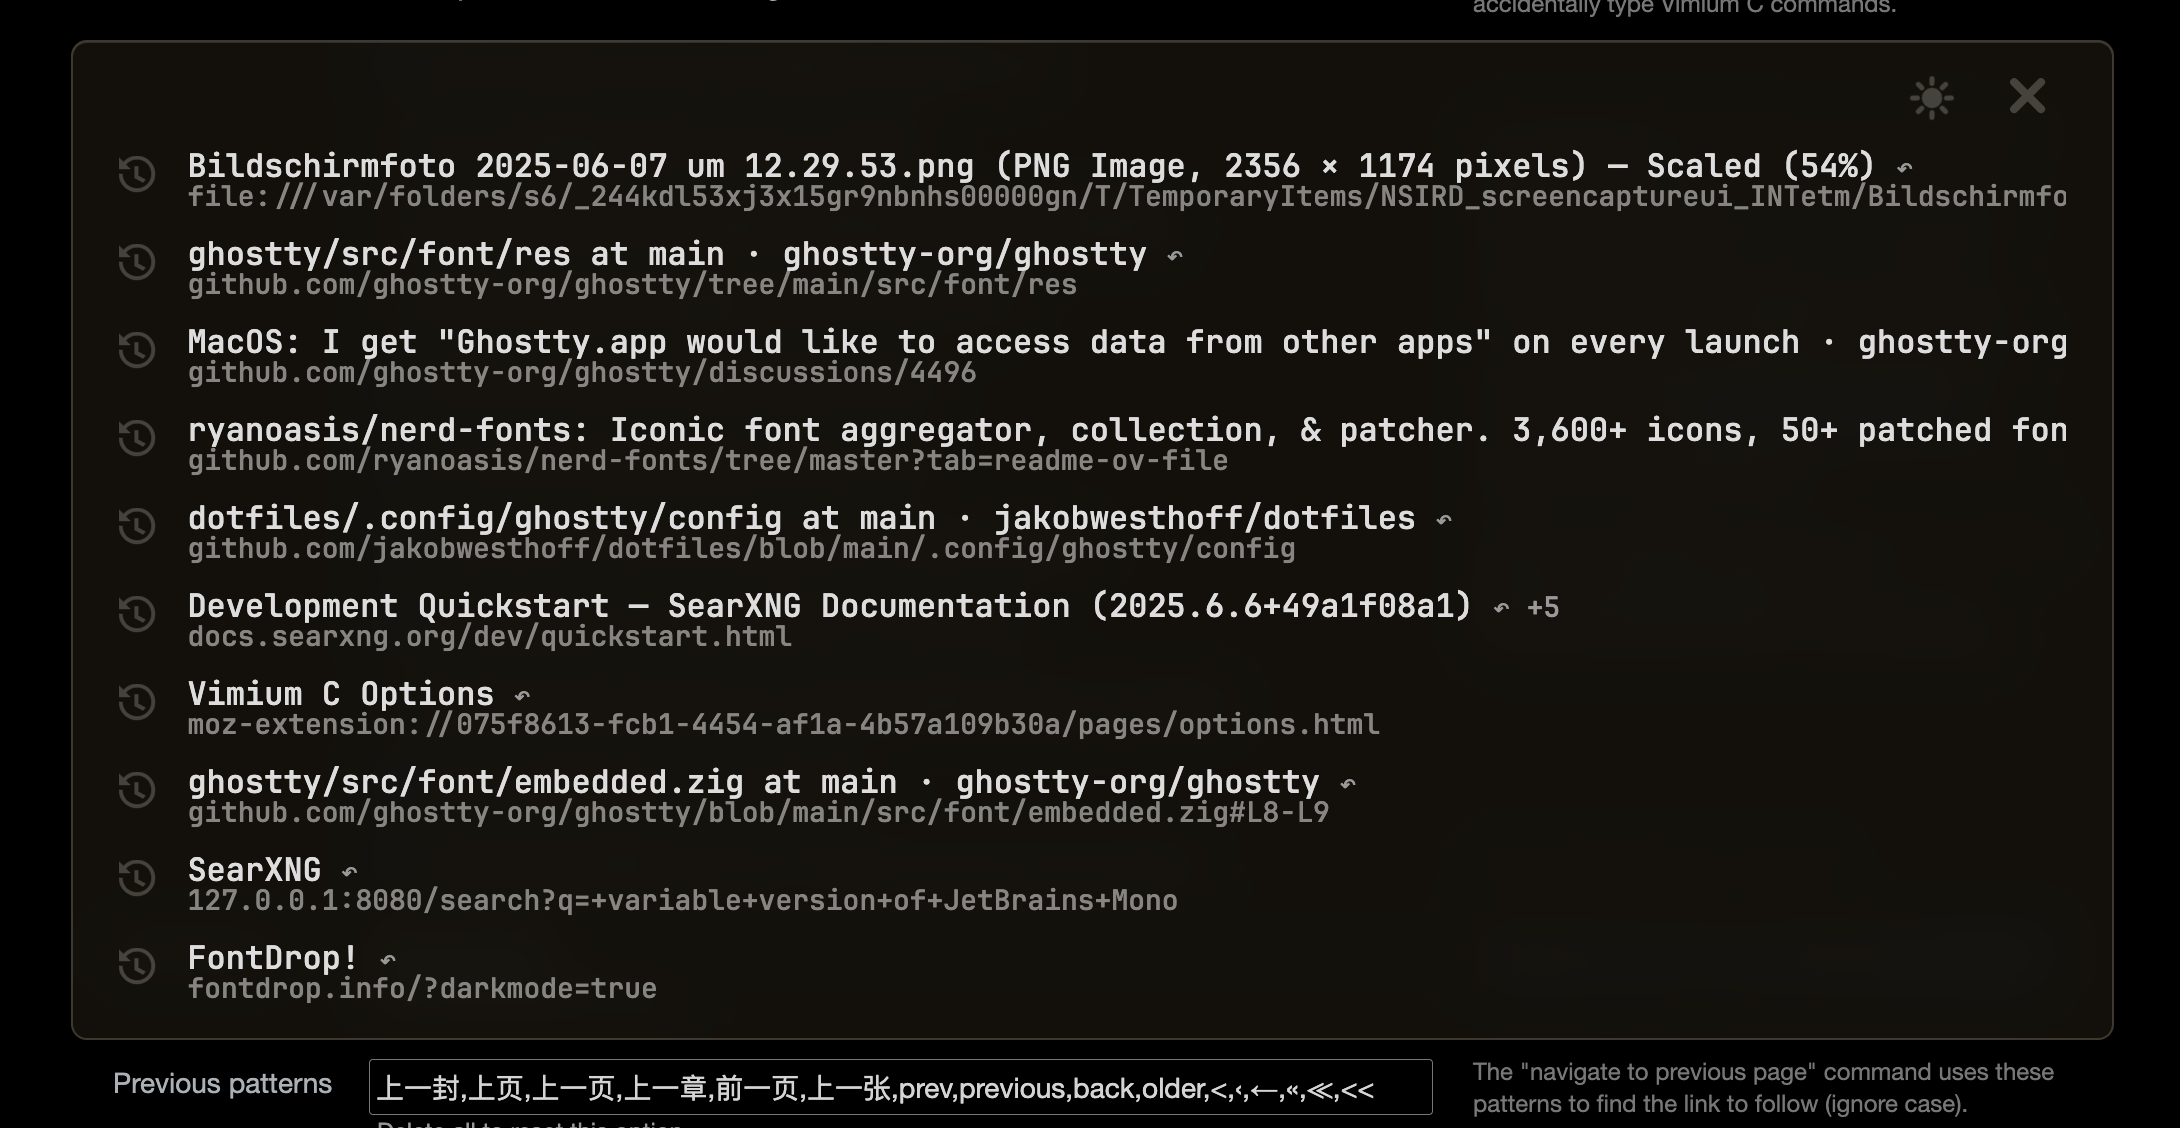 accidentally type Vimium C commands.
Bildschirmfoto 2025-06-07 um 12.29.53.png (PNG Image, 2356 × 1174 pixels) — Scaled (54%) ↶
file:///var/folders/s6/_244kdl53xj3x15gr9nbnhs00000gn/T/TemporaryItems/NSIRD_screencaptureui_INTetm/Bildschirmfo
ghostty/src/font/res at main · ghostty-org/ghostty ↶
github.com/ghostty-org/ghostty/tree/main/src/font/res
MacOS: I get "Ghostty.app would like to access data from other apps" on every launch · ghostty-org
github.com/ghostty-org/ghostty/discussions/4496
ryanoasis/nerd-fonts: Iconic font aggregator, collection, & patcher. 3,600+ icons, 50+ patched fon
github.com/ryanoasis/nerd-fonts/tree/master?tab=readme-ov-file
dotfiles/.config/ghostty/config at main · jakobwesthoff/dotfiles ↶
github.com/jakobwesthoff/dotfiles/blob/main/.config/ghostty/config
Development Quickstart — SearXNG Documentation (2025.6.6+49a1f08a1) ↶ +5
docs.searxng.org/dev/quickstart.html
Vimium C Options ↶
moz-extension://075f8613-fcb1-4454-af1a-4b57a109b30a/pages/options.html
ghostty/src/font/embedded.zig at main · ghostty-org/ghostty ↶
github.com/ghostty-org/ghostty/blob/main/src/font/embedded.zig#L8-L9
SearXNG ↶
127.0.0.1:8080/search?q=+variable+version+of+JetBrains+Mono
FontDrop! ↶
fontdrop.info/?darkmode=true
Previous patterns
上一封,上页,上一页,上一章,前一页,上一张,prev,previous,back,older,<,‹,←,«,≪,<<
The "navigate to previous page" command uses these
patterns to find the link to follow (ignore case).
Delete all to reset this option